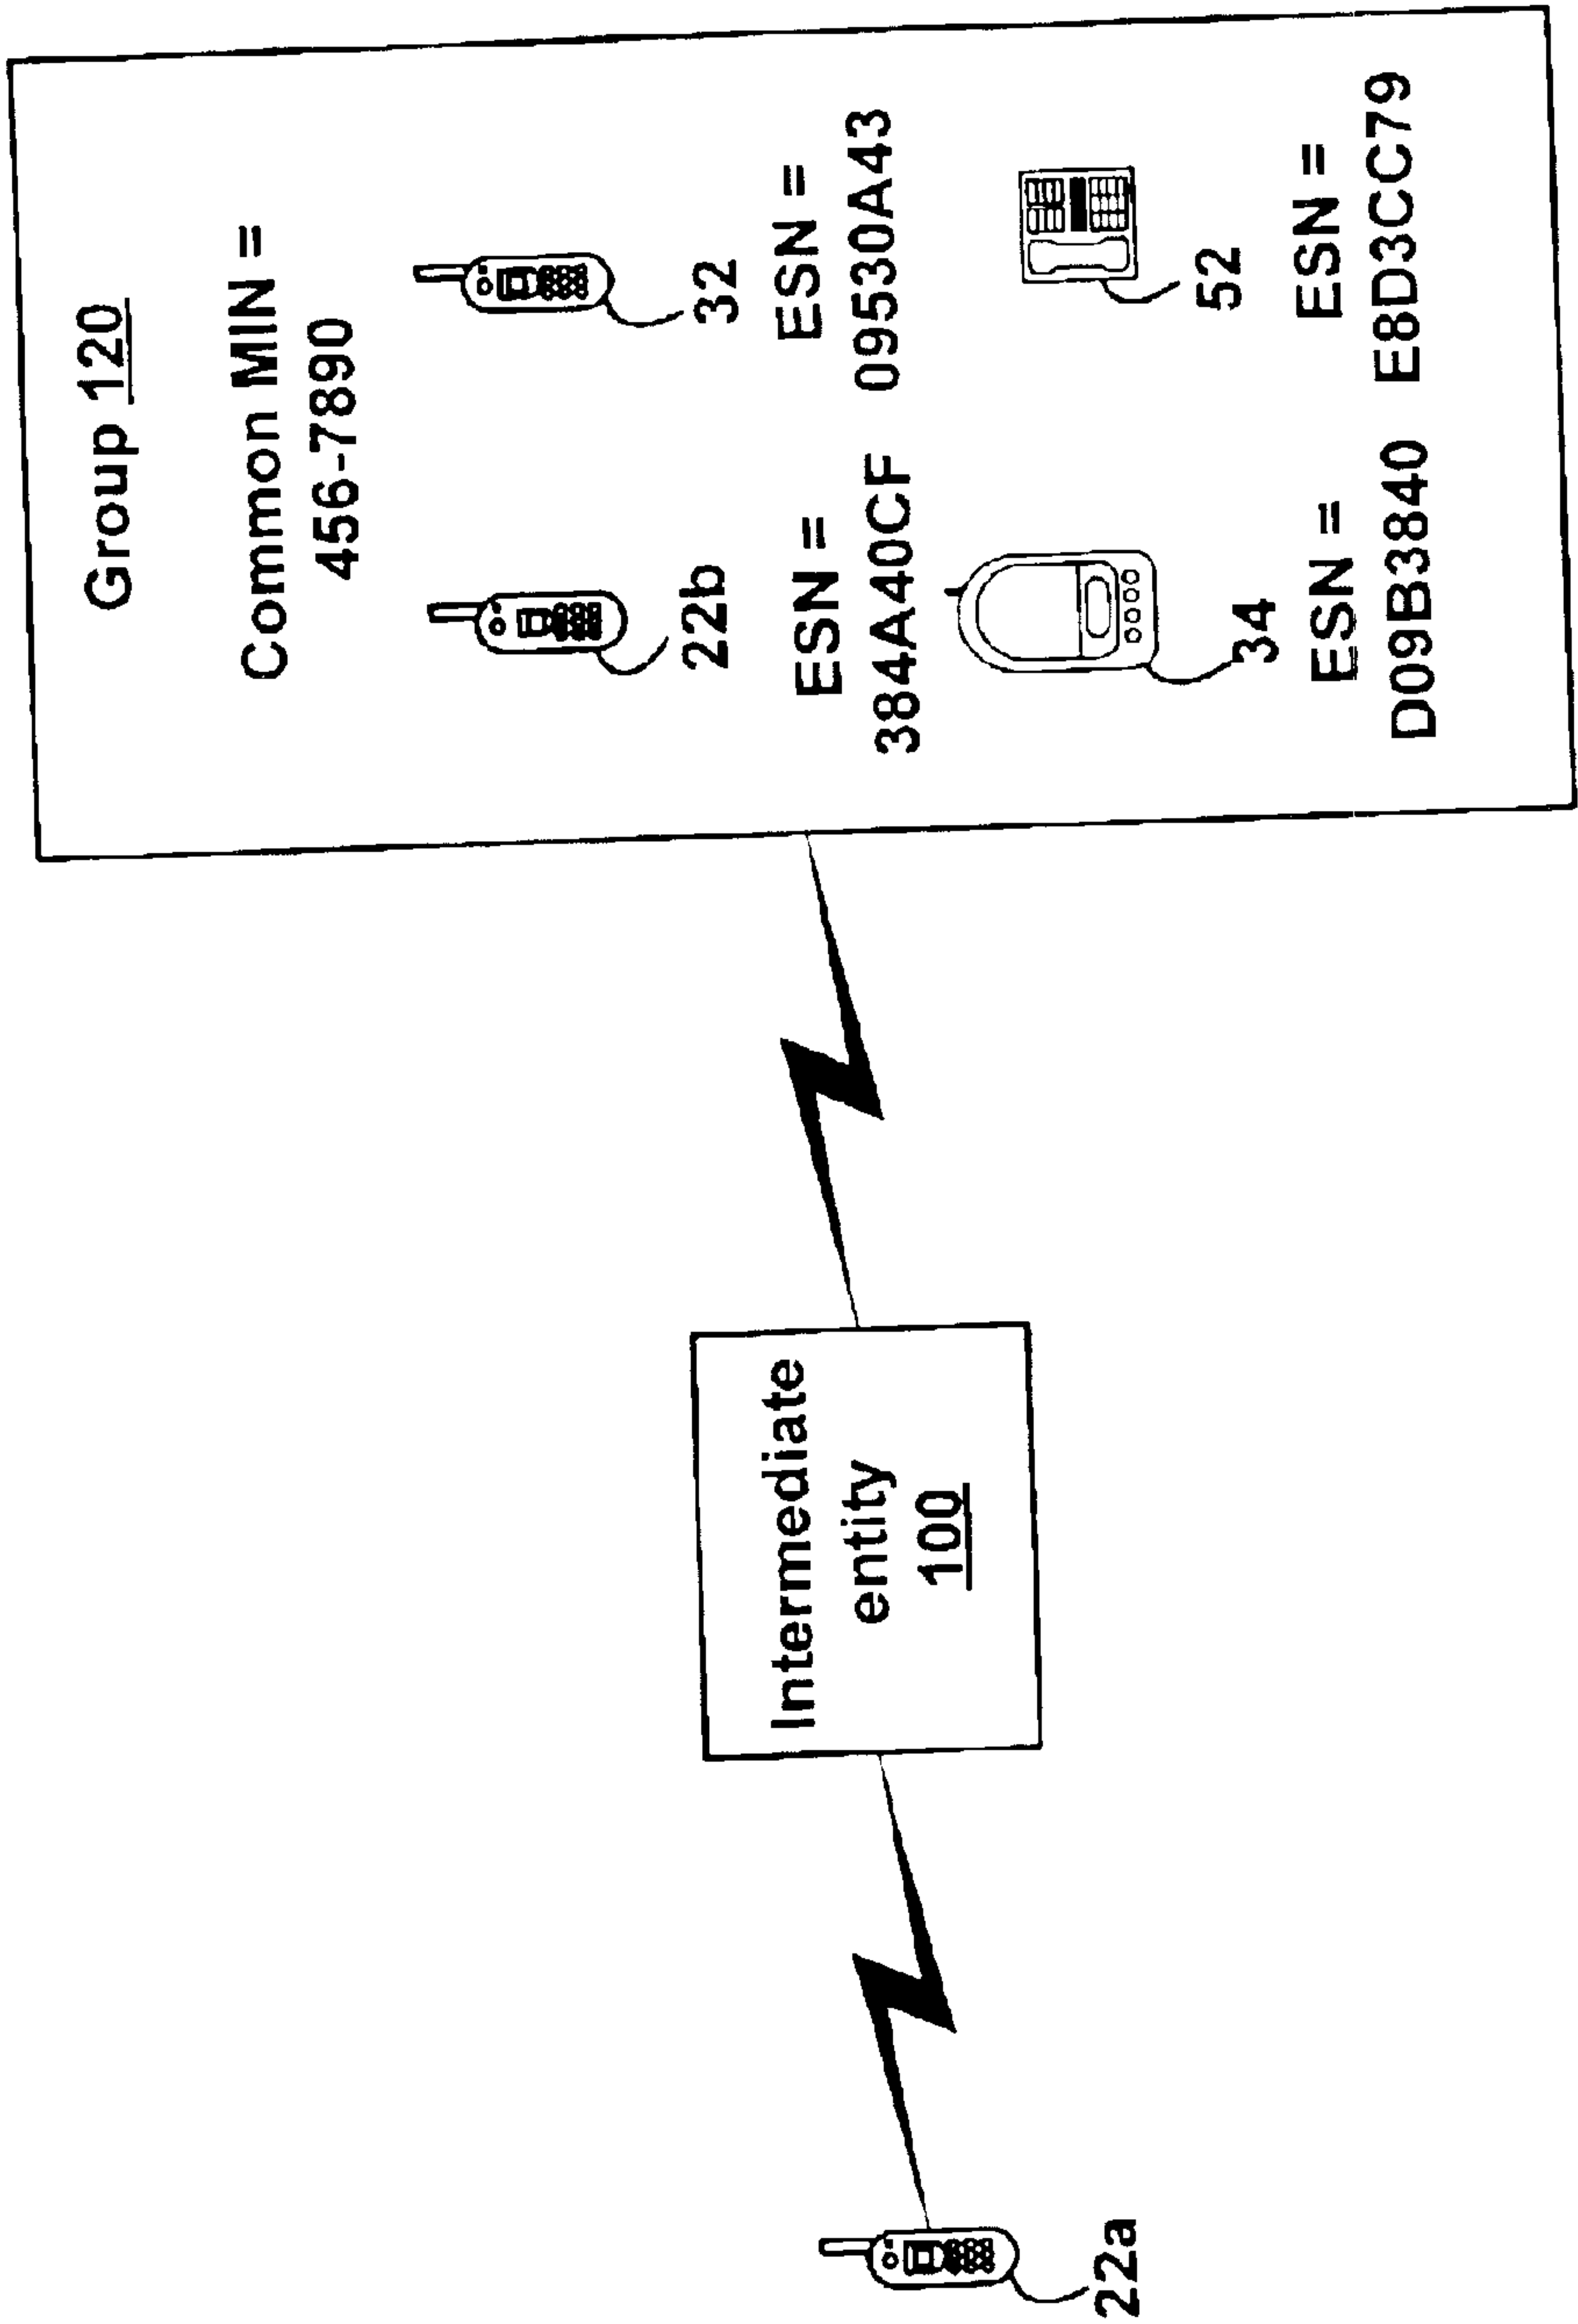 Group 120
Common MIN =
456-7890
22b
32
ESN =
384A40CF
ESN =
09530A43
34
52
ESN =
D09B3840
ESN =
E8D3CC79
Intermediate
entity
100
22a